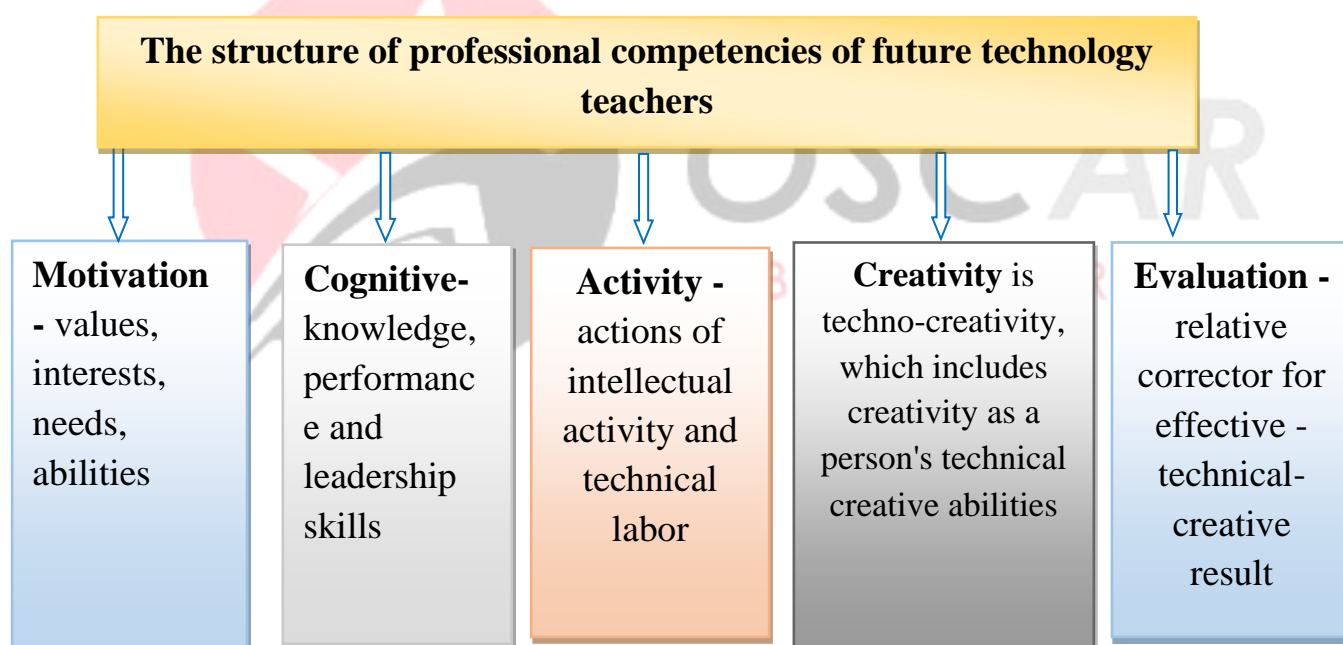 The structure of professional competencies of future technology
teachers
OSCAR
Motivation
- values,
interests,
needs,
abilities
Cognitive-
knowledge,
performanc
e and
leadership
skills
Activity -
actions of
intellectual
activity and
technical
labor
Creativity is
techno-creativity,
which includes
creativity as a
person's technical
creative abilities
Evaluation -
relative
corrector for
effective -
technical-
creative
result